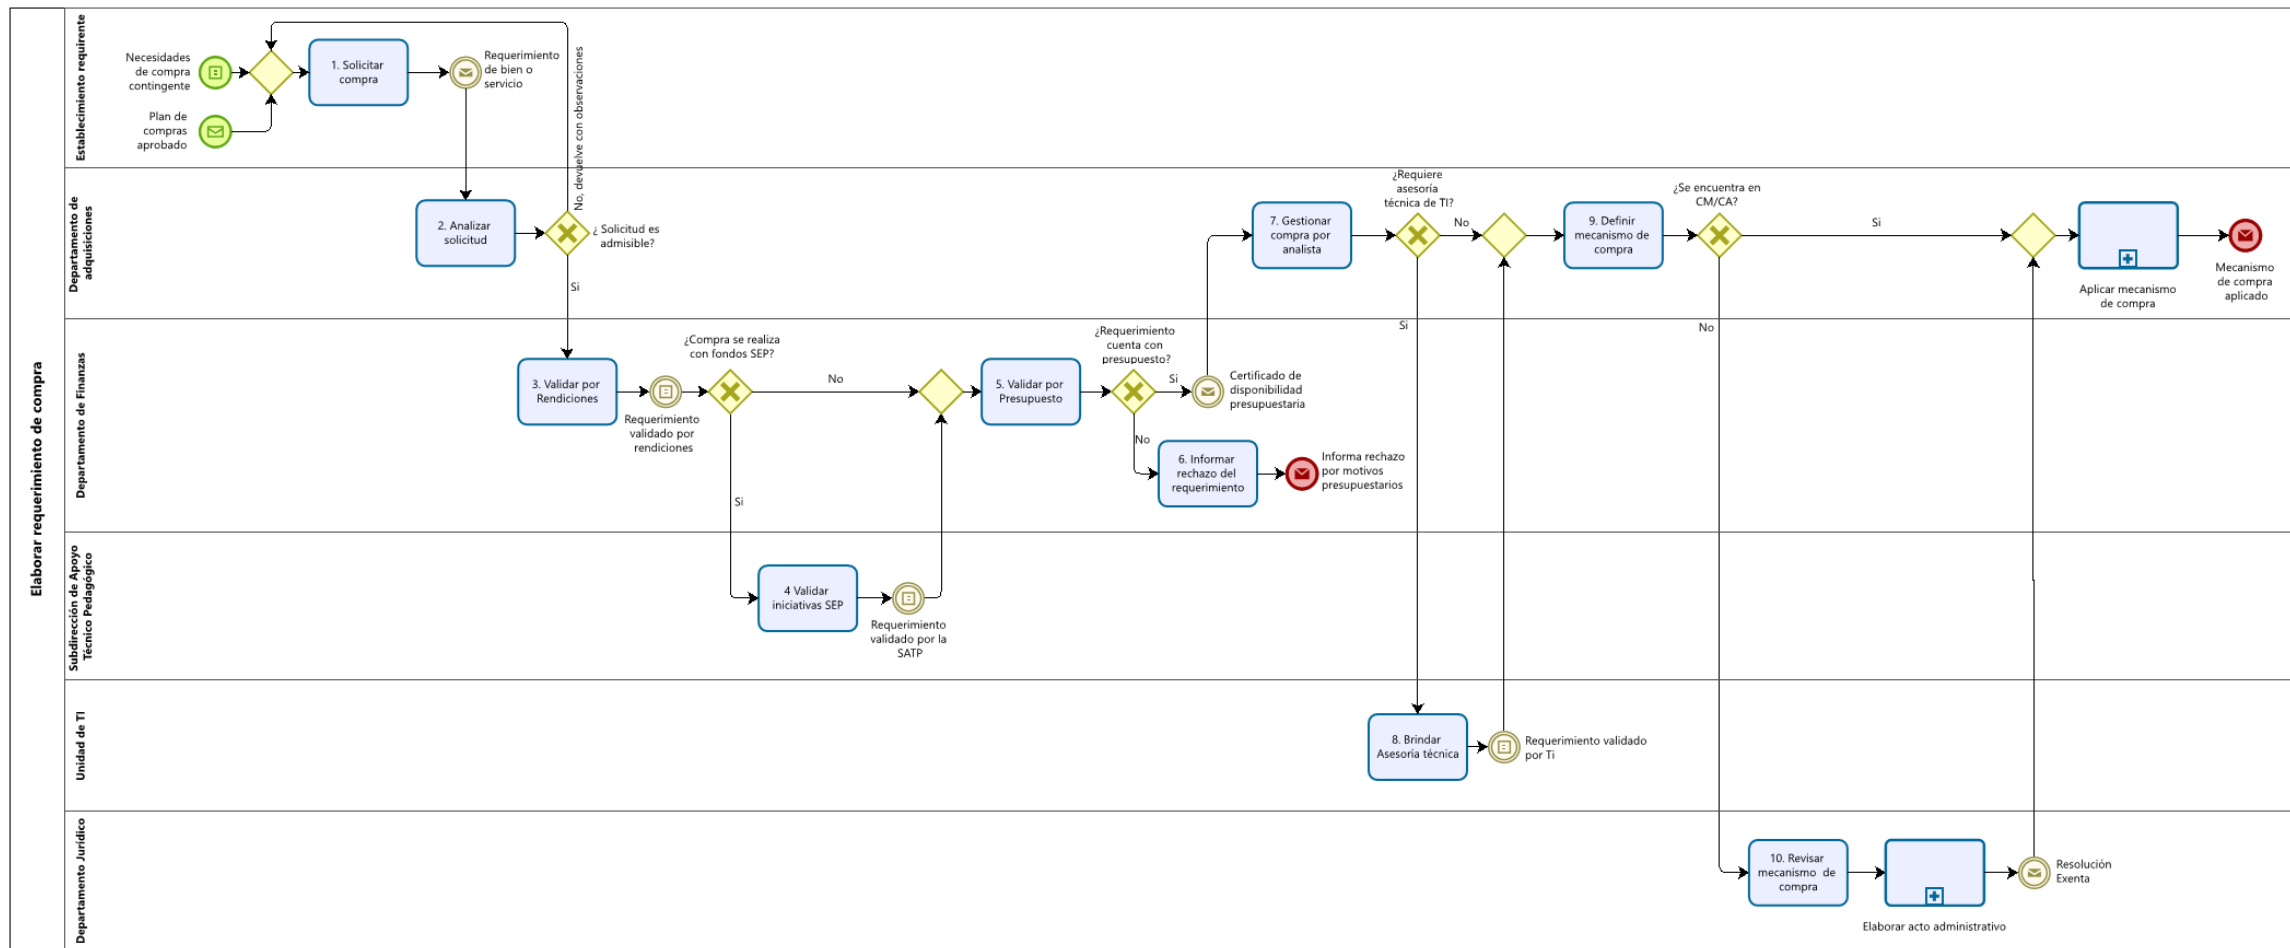 Elaborar requerimiento de compra
Establecimiento requirente
Necesidades
de compra
contingente
Plan de
compras
aprobado
1. Solicitar
compra
Requerimiento
de bien o
servicio
No, devuelve con observaciones
Departamento de
adquisiciones
2. Analizar
solicitud
¿ Solicitud es
admisible?
Si
7. Gestionar
compra por
analista
¿Requiere
asesoría
técnica de TI?
No
Si
9. Definir
mecanismo de
compra
¿Se encuentra en
CM/CA?
Si
No
Aplicar mecanismo
de compra
Mecanismo
de compra
aplicado
Departamento de Finanzas
3. Validar por
Rendiciones
Requerimiento
validado por
rendiciones
¿Compra se realiza
con fondos SEP?
No
Si
5. Validar por
Presupuesto
¿Requerimiento
cuenta con
presupuesto?
Si
No
Certificado de
disponibilidad
presupuestaria
6. Informar
rechazo del
requerimiento
Informa rechazo
por motivos
presupuestarios
Subdirección de Apoyo
Técnico Pedagógico
4 Validar
iniciativas SEP
Requerimiento
validado por la
SATP
Unidad de TI
8. Brindar
Asesoría técnica
Requerimiento validado
por Ti
Departamento Jurídico
10. Revisar
mecanismo de
compra
Elaborar acto administrativo
Resolución
Exenta